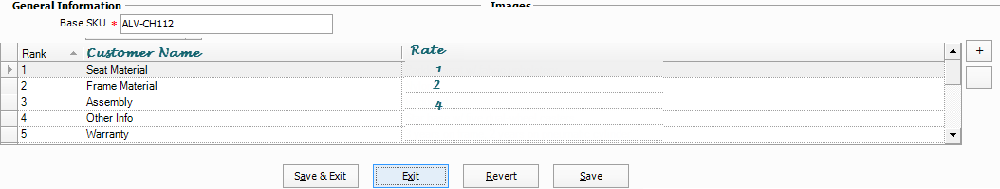 General Information Images
Base SKU * ALV-CH112
Rank Customer Name Rate
1 Seat Material 1
2 Frame Material 2
3 Assembly 4
4 Other Info
5 Warranty
+
-
Save & Exit Exit Revert Save